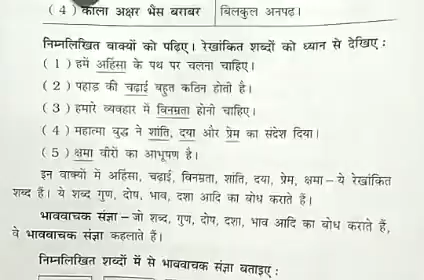 ( 4 ) काला अक्षर भैंस बराबर बिलकुल अनपढ़।
निम्नलिखित वाक्यों को पढ़िए। रेखांकित शब्दों को ध्यान से देखिए :
( 1 ) हमें अहिंसा के पथ पर चलना चाहिए।
( 2 ) पहाड़ की चढ़ाई बहुत कठिन होती है।
( 3 ) हमारे व्यवहार में विनम्रता होनी चाहिए।
( 4 ) महात्मा बुद्ध ने शांति, दया और प्रेम का संदेश दिया।
( 5 ) क्षमा वीरों का आभूषण है।
इन वाक्यों में अहिंसा, चढ़ाई, विनम्रता, शांति, दया, प्रेम, क्षमा – ये रेखांकित
शब्द हैं। ये शब्द गुण, दोष, भाव, दशा आदि का बोध कराते हैं।
भाववाचक संज्ञा – जो शब्द, गुण, दोष, दशा, भाव आदि का बोध कराते हैं,
वे भाववाचक संज्ञा कहलाते हैं।
निम्नलिखित शब्दों में से भाववाचक संज्ञा बताइए :